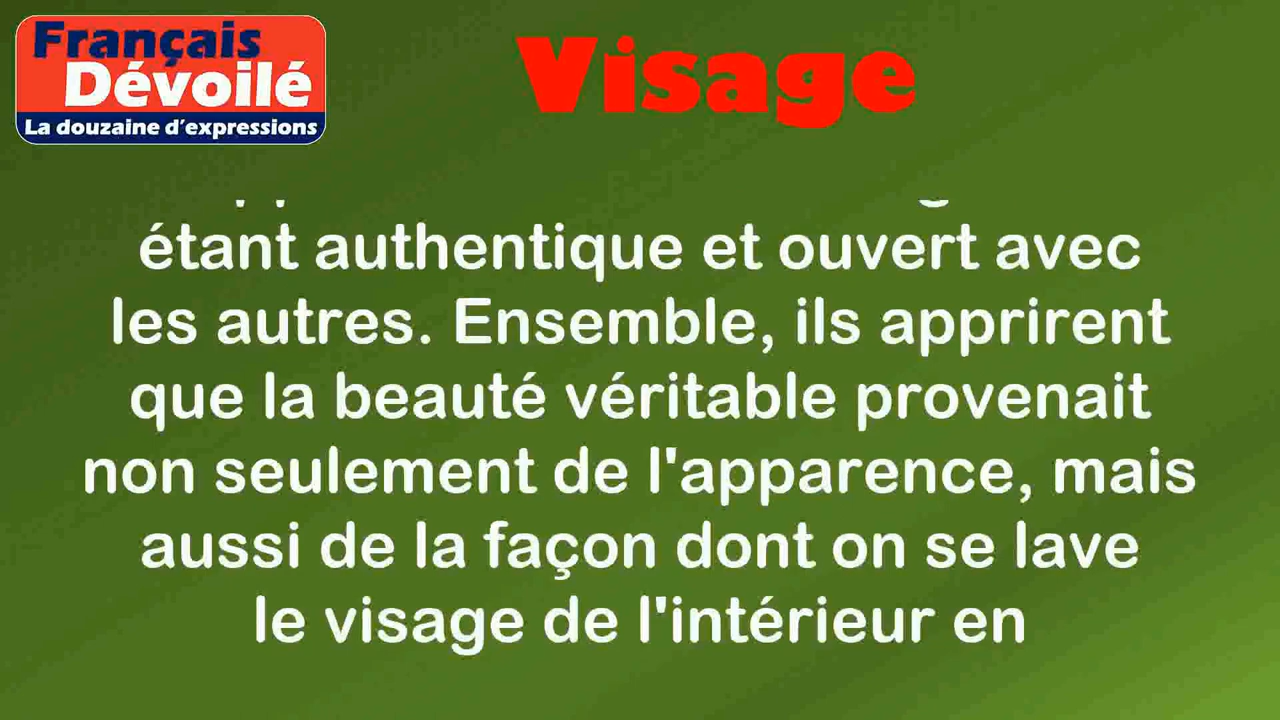 Français
Dévoilé
La douzaine d'expressions
Visage
étant authentique et ouvert avec
les autres. Ensemble, ils apprirent
que la beauté véritable provenait
non seulement de l'apparence, mais
aussi de la façon dont on se lave
le visage de l'intérieur en